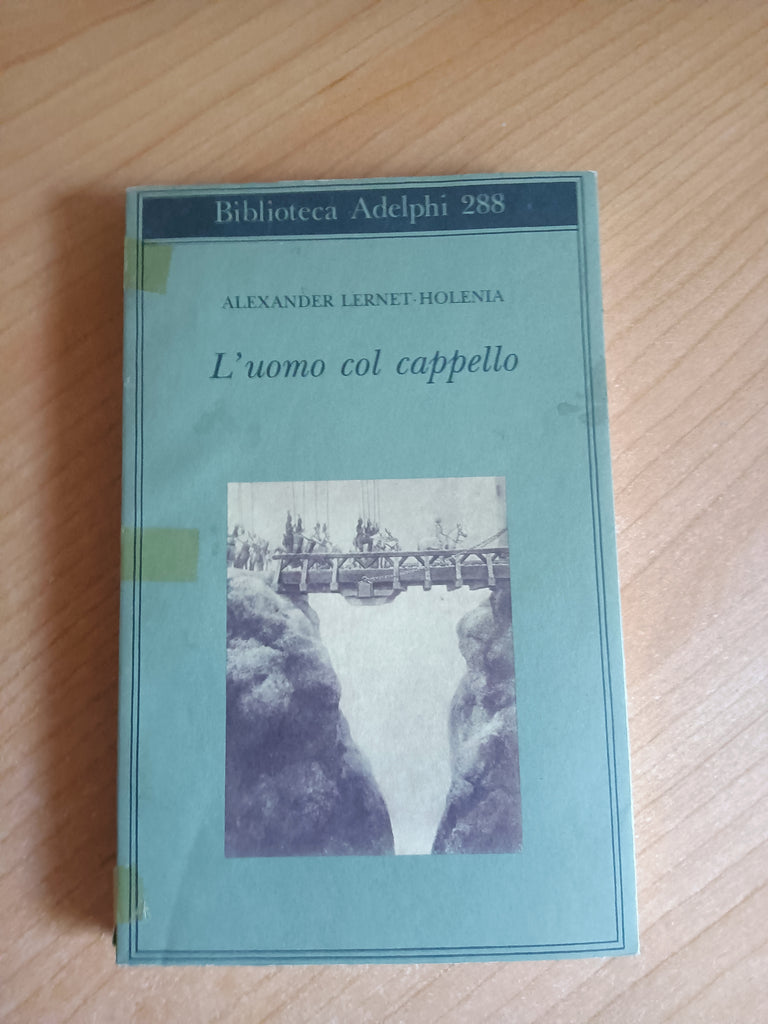 Biblioteca Adelphi 288
ALEXANDER LERNET-HOLENIA
L'uomo col cappello